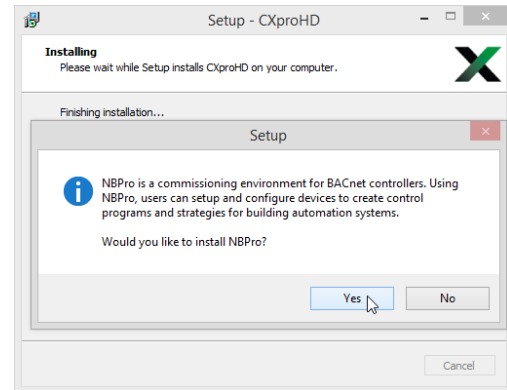 Setup - CXproHD
Installing
Please wait while Setup installs CXproHD on your computer.
Finishing installation...
Setup
NBPro is a commissioning environment for BACnet controllers. Using
NBPro, users can setup and configure devices to create control
programs and strategies for building automation systems.
Would you like to install NBPro?
Yes
No
Cancel